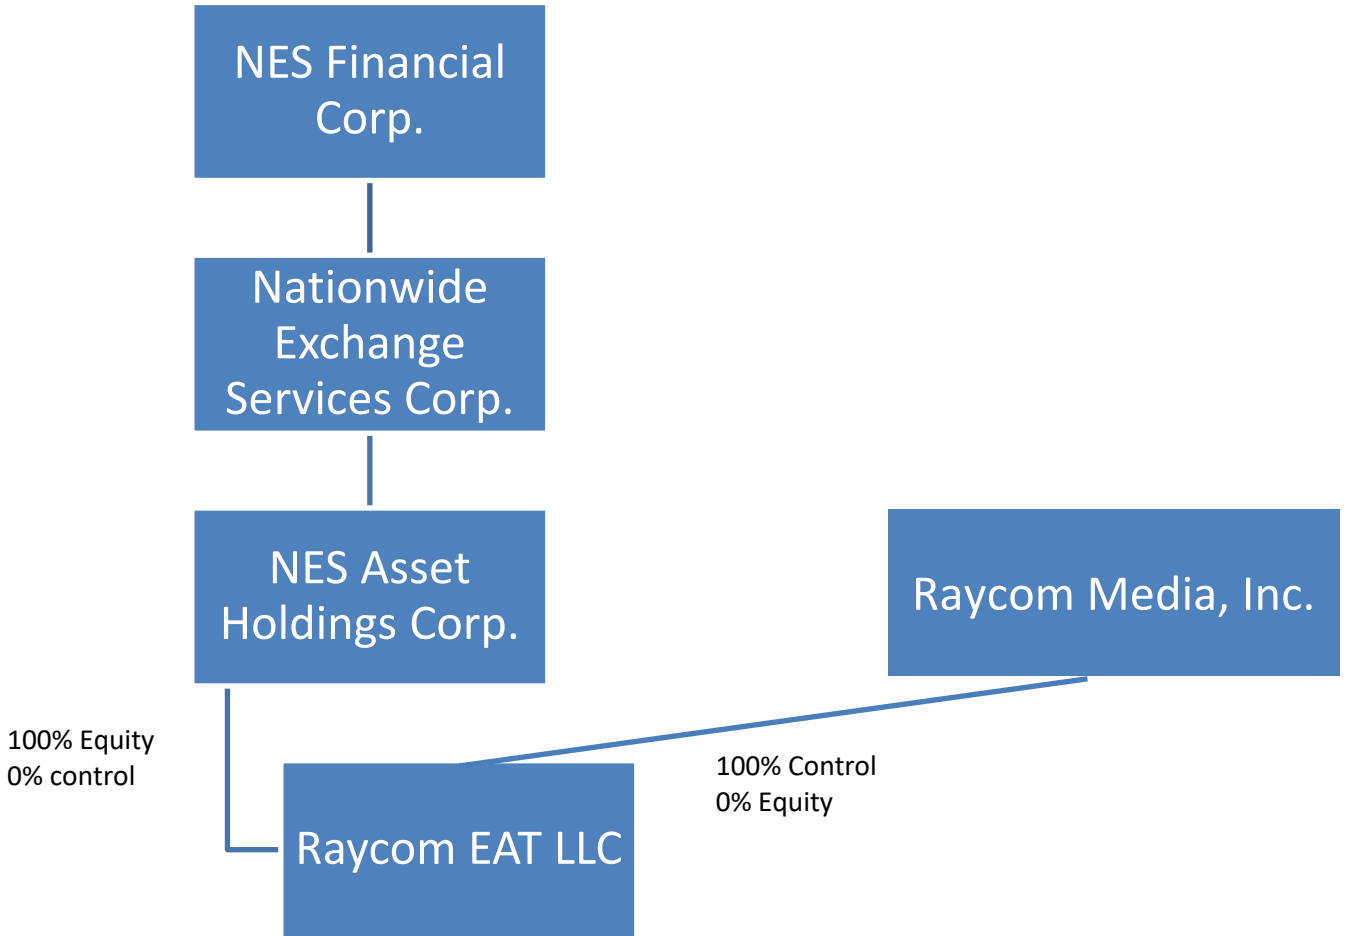 NES Financial
Corp.
Nationwide
Exchange
Services Corp.
NES Asset
Holdings Corp.
Raycom Media, Inc.
100% Equity
0% control
100% Control
0% Equity
Raycom EAT LLC